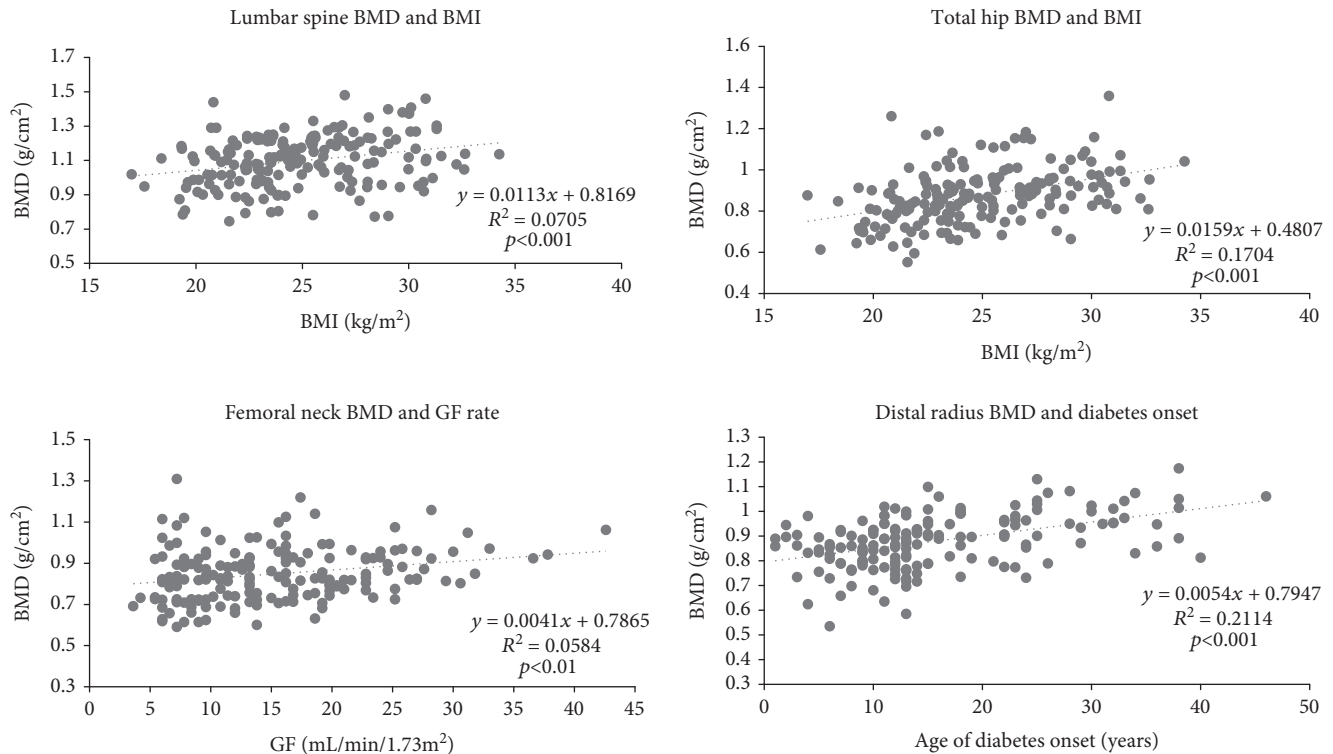 Lumbar spine BMD and BMI
1.7
1.5
1.3
1.1
0.9
0.7
0.5
BMD (g/cm²)
y = 0.0113x + 0.8169
R² = 0.0705
p<0.001
15 20 25 30 35 40
BMI (kg/m²)
Total hip BMD and BMI
1.6
1.4
1.2
1
0.8
0.6
0.4
BMD (g/cm²)
y = 0.0159x + 0.4807
R² = 0.1704
p<0.001
15 20 25 30 35 40
BMI (kg/m²)
Femoral neck BMD and GF rate
1.5
1.3
1.1
0.9
0.7
0.5
0.3
BMD (g/cm²)
y = 0.0041x + 0.7865
R² = 0.0584
p<0.01
0 5 10 15 20 25 30 35 40 45
GF (mL/min/1.73m²)
Distal radius BMD and diabetes onset
1.3
1.2
1.1
1
0.9
0.8
0.7
0.6
0.5
0.4
0.3
BMD (g/cm²)
y = 0.0054x + 0.7947
R² = 0.2114
p<0.001
0 10 20 30 40 50
Age of diabetes onset (years)